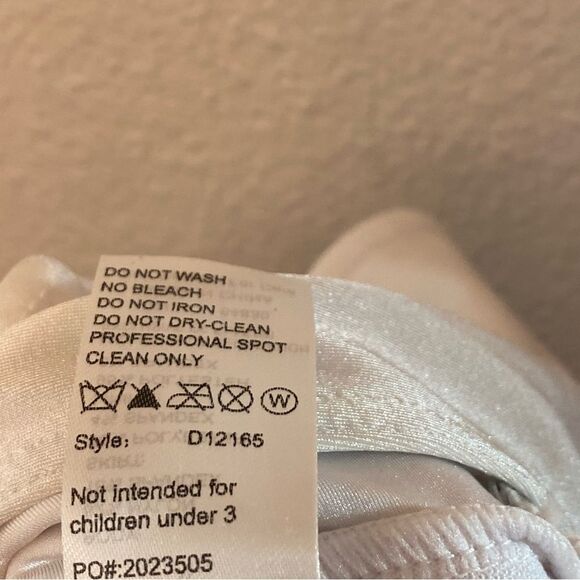 DO NOT WASH
NO BLEACH
DO NOT IRON
DO NOT DRY-CLEAN
PROFESSIONAL SPOT
CLEAN ONLY
W
Style: D12165
Not intended for
children under 3
PO#:2023505